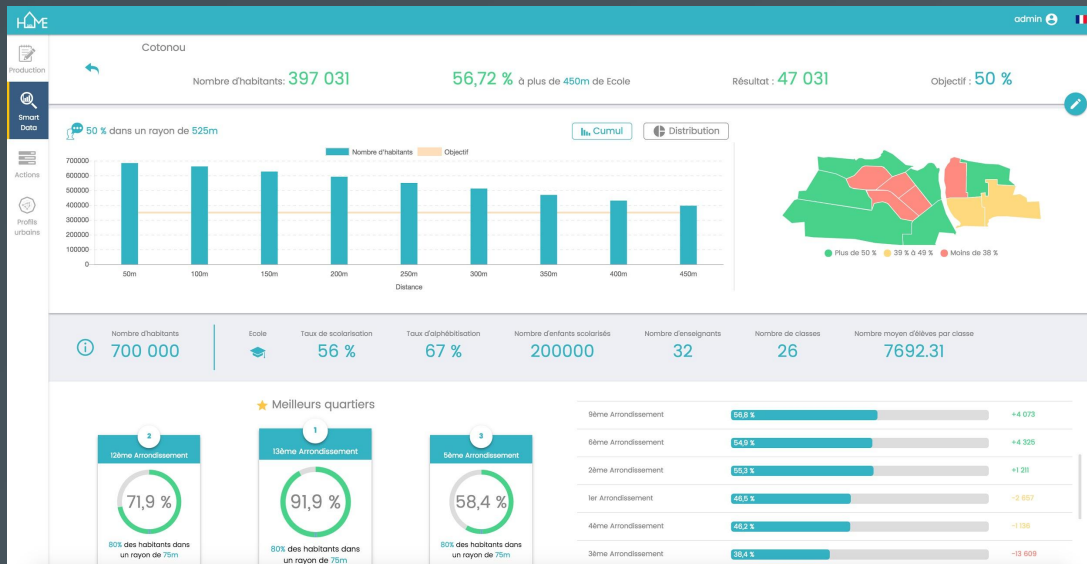 HOME
admin
Production
Smart
Data
Actions
Profils
urbains
Cotonou
Nombre d'habitants: 397 031
56,72 % à plus de 450m de Ecole
Résultat : 47 031
Objectif : 50 %
50 % dans un rayon de 525m
Cumul
Distribution
Nombre d'habitants
Objectif
700000
600000
500000
400000
300000
200000
100000
0
50m
100m
150m
200m
250m
300m
350m
400m
450m
Distance
Plus de 50 %
39 % à 49 %
Moins de 38 %
Nombre d'habitants
700 000
Ecole
Taux de scolarisation
56 %
Taux d'alphébitisation
67 %
Nombre d'enfants scolarisés
200000
Nombre d'enseignants
32
Nombre de classes
26
Nombre moyen d'élèves par classe
7692.31
Meilleurs quartiers
2
12ème Arrondissement
71,9 %
80% des habitants dans
un rayon de 75m
1
13ème Arrondissement
91,9 %
80% des habitants dans
un rayon de 75m
3
5ème Arrondissement
58,4 %
80% des habitants dans
un rayon de 75m
9ème Arrondissement 56,8 % +4 073
6ème Arrondissement 54,9 % +4 325
2ème Arrondissement 55,3 % +1 211
1er Arrondissement 46,5 %
4ème Arrondissement 46,2 %
3ème Arrondissement 38,4 % -13 609